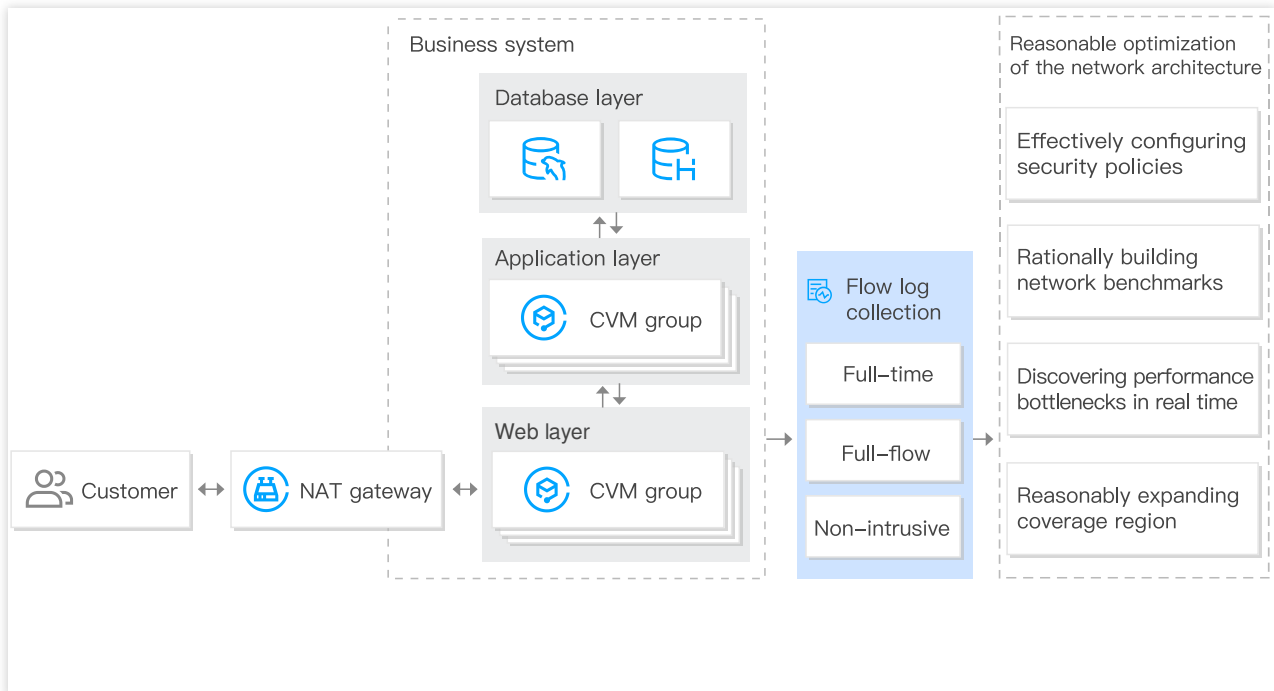 Business system
Database layer
Application layer
CVM group
Web layer
CVM group
Customer
NAT gateway
Flow log
collection
Full-time
Full-flow
Non-intrusive
Reasonable optimization
of the network architecture
Effectively configuring
security policies
Rationally building
network benchmarks
Discovering performance
bottlenecks in real time
Reasonably expanding
coverage region